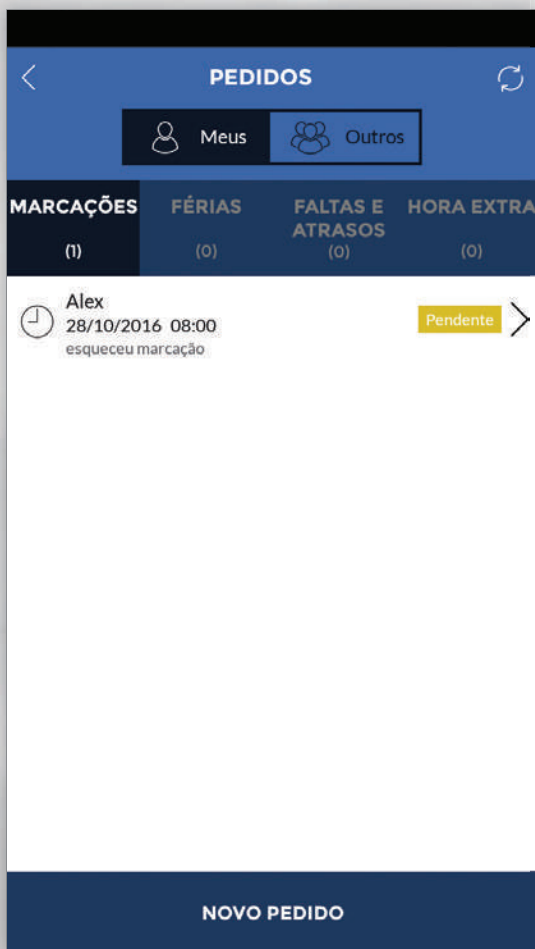 PEDIDOS
Meus
Outros
MARCAÇÕES
(1)
FÉRIAS
(0)
FALTAS E
ATRASOS
(0)
HORA EXTRA
(0)
Alex
28/10/2016 08:00
esqueceu marcação
Pendente
NOVO PEDIDO